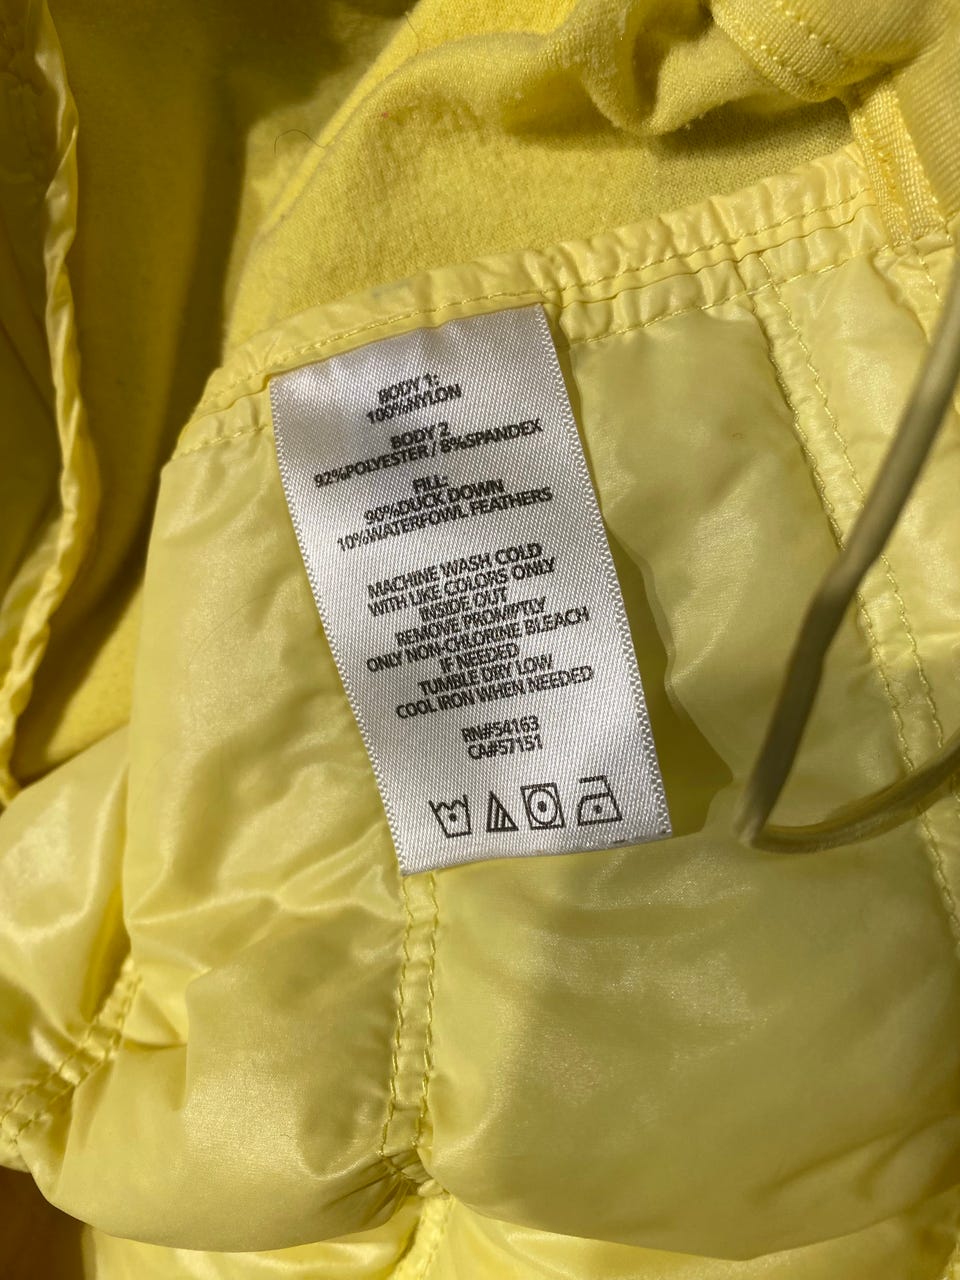 BODY 1:
100%NYLON
BODY 2
92%POLYESTER / 8%SPANDEX
FILL:
90%DUCK DOWN
10%WATERFOWL FEATHERS
MACHINE WASH COLD
WITH LIKE COLORS ONLY
INSIDE OUT
REMOVE PROMPTLY
ONLY NON-CHLORINE BLEACH
IF NEEDED
TUMBLE DRY LOW
COOL IRON WHEN NEEDED
RN#54163
CA#57151